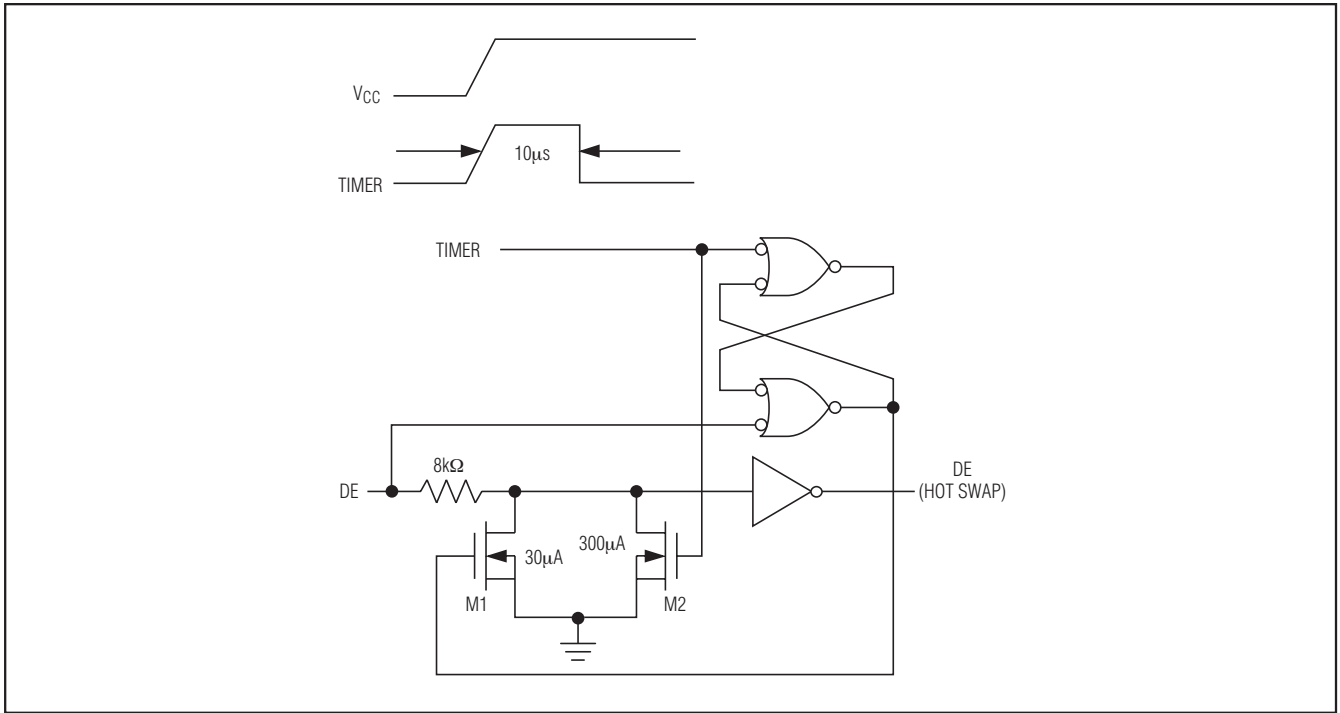 VCC
10μs
TIMER
TIMER
8kΩ
DE
DE
(HOT SWAP)
30μA
300μA
M1
M2